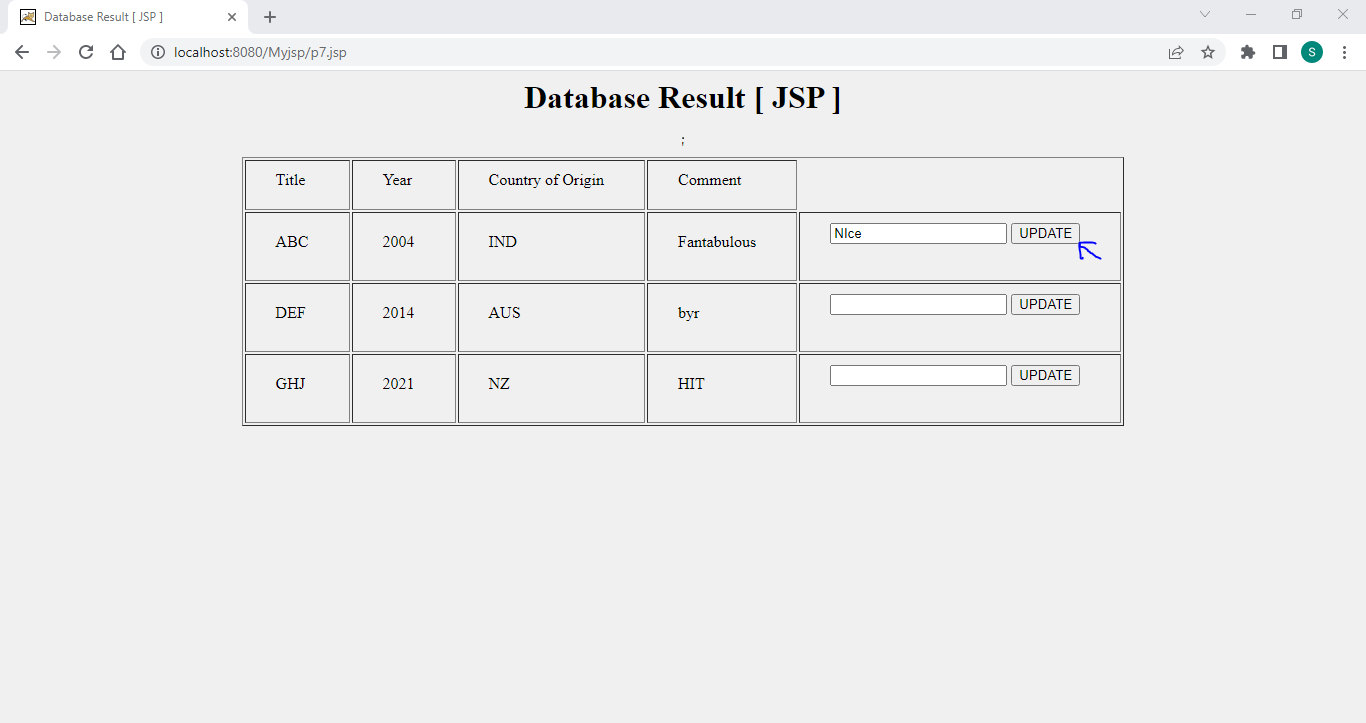 Database Result [ JSP ]
localhost:8080/Myjsp/p7.jsp
S
Database Result [ JSP ]
;
Title Year Country of Origin Comment
ABC 2004 IND Fantabulous NIce UPDATE
DEF 2014 AUS byr UPDATE
GHJ 2021 NZ HIT UPDATE